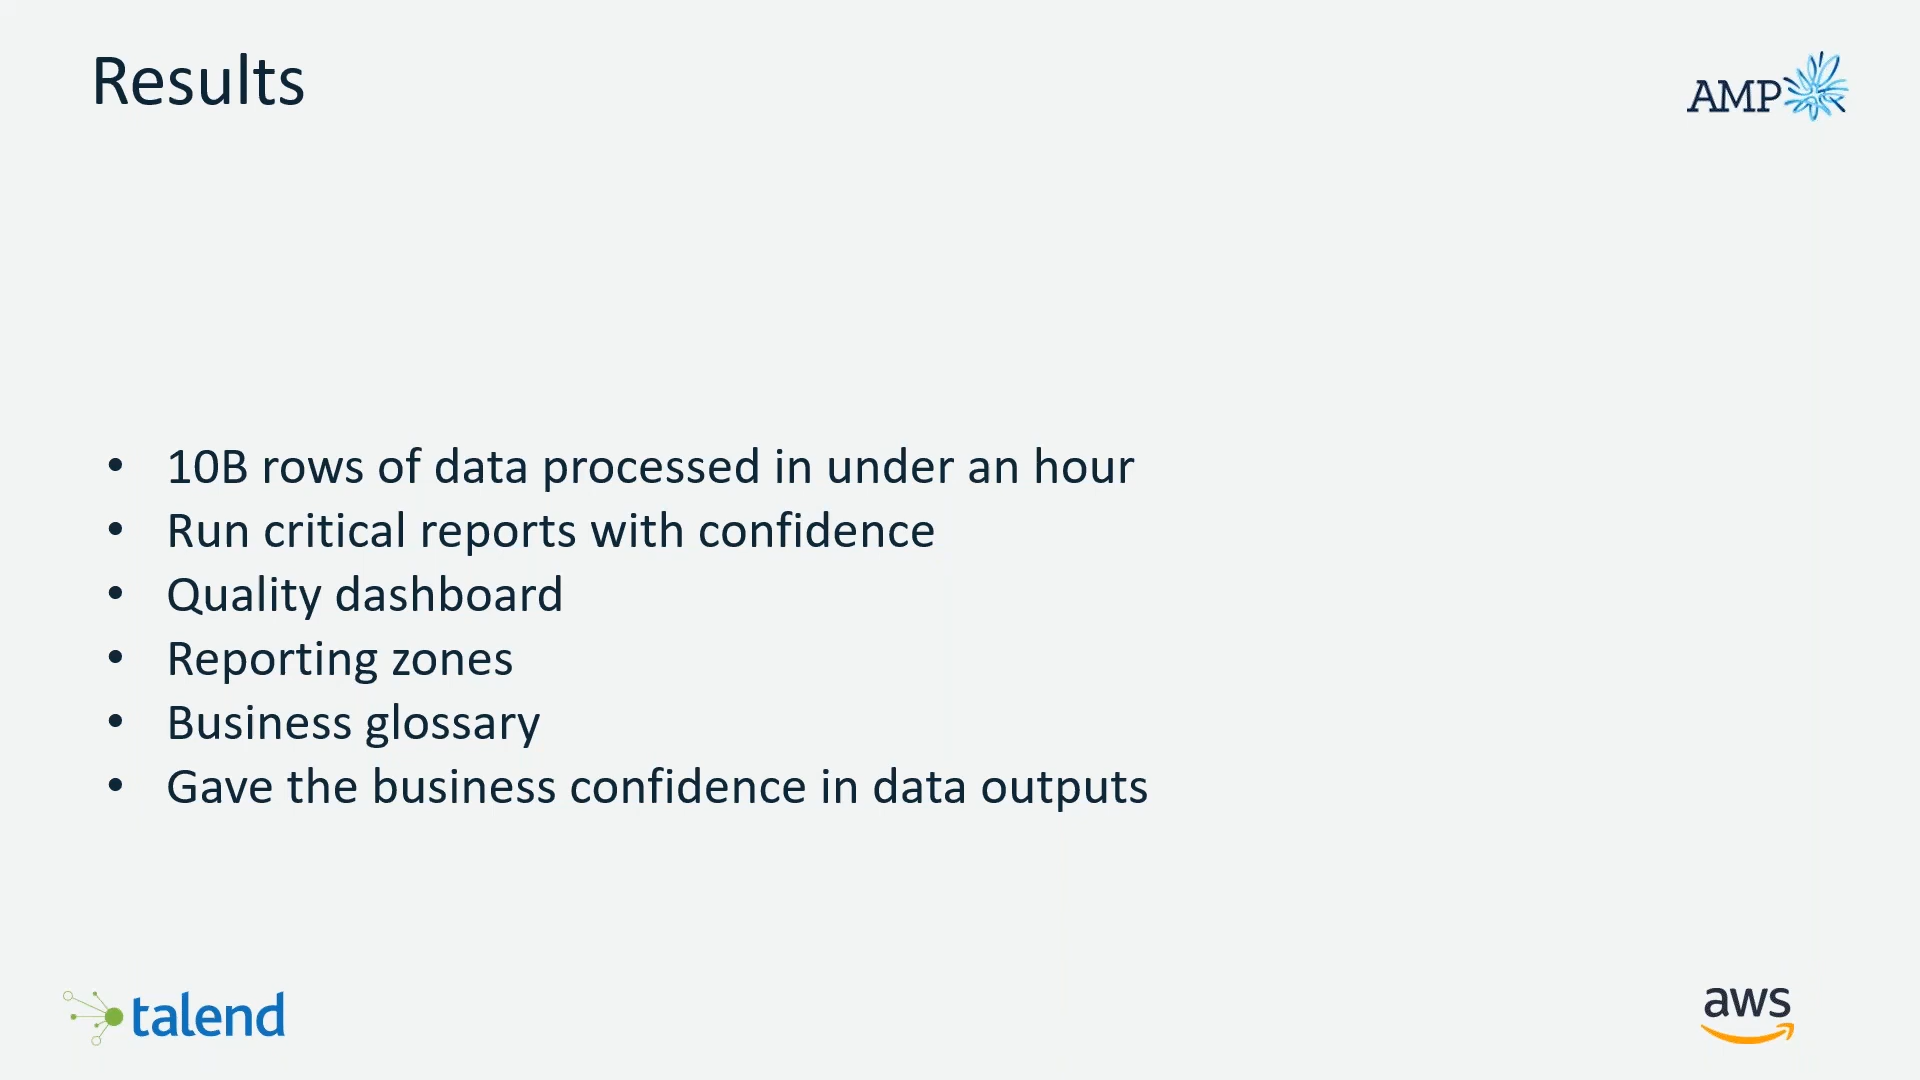 Results
AMP
• 10B rows of data processed in under an hour
• Run critical reports with confidence
• Quality dashboard
• Reporting zones
• Business glossary
• Gave the business confidence in data outputs
talend
aws